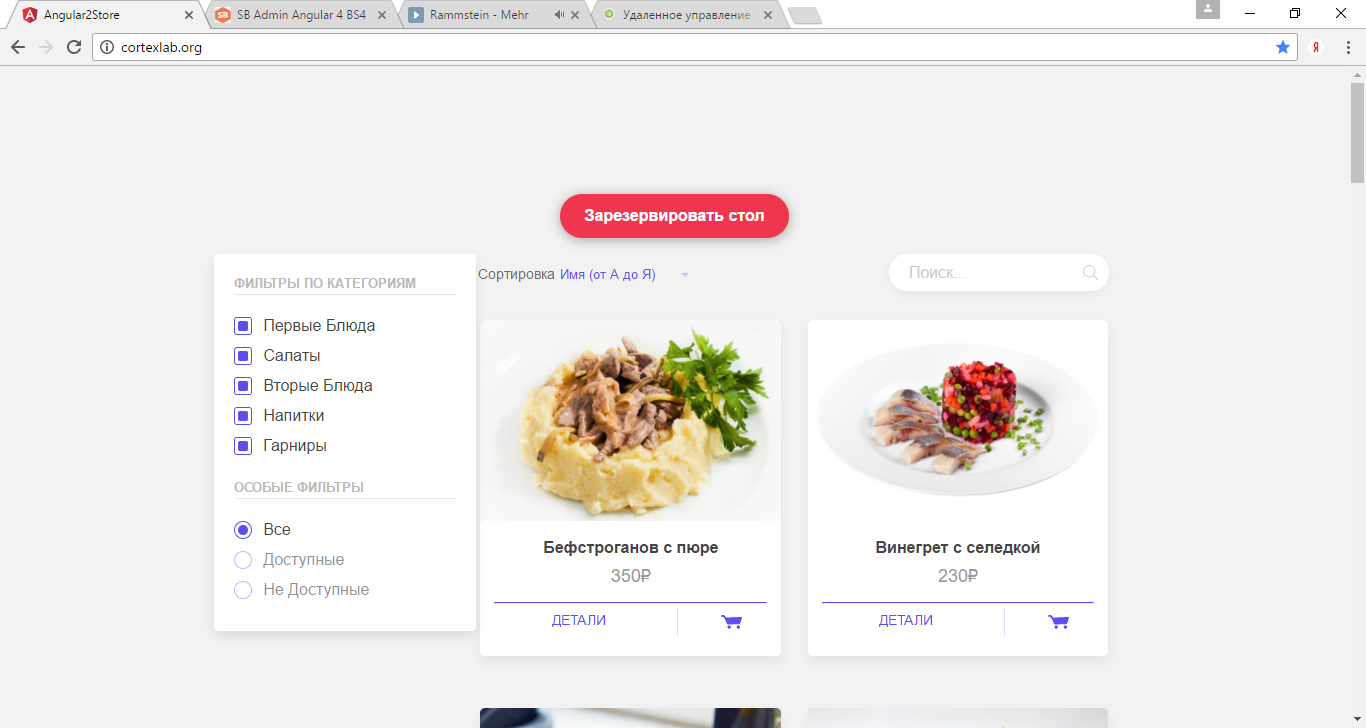 Angular2Store
SB Admin Angular 4 BS4
Rammstein - Mehr
Удаленное управление
cortexlab.org
Я
Зарезервировать стол
ФИЛЬТРЫ ПО КАТЕГОРИЯМ
Первые Блюда
Салаты
Вторые Блюда
Напитки
Гарниры
ОСОБЫЕ ФИЛЬТРЫ
Все
Доступные
Не Доступные
Сортировка Имя (от А до Я)
Поиск...
Бефстроганов с пюре
350₽
ДЕТАЛИ
Винегрет с селедкой
230₽
ДЕТАЛИ